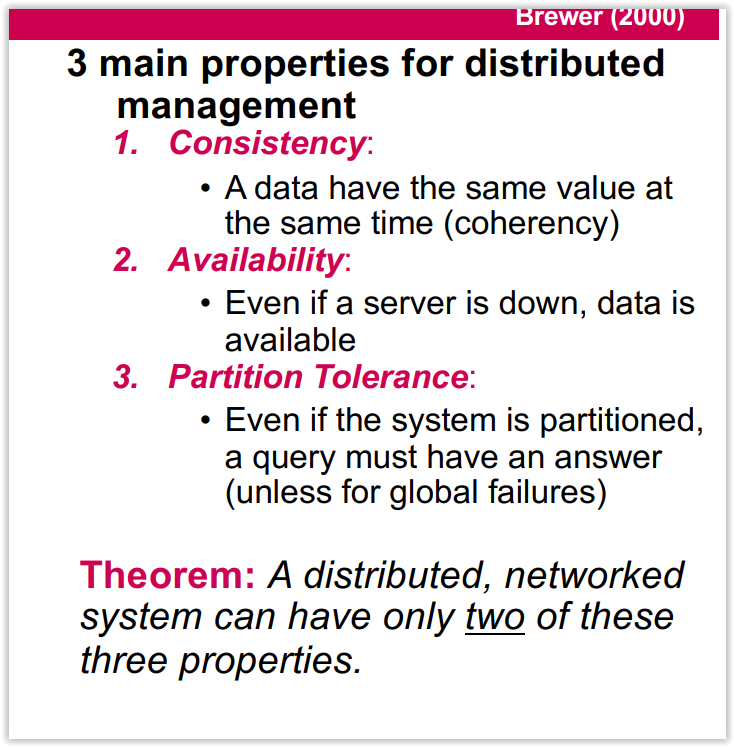 Brewer (2000)
3 main properties for distributed
management
1. Consistency:
• A data have the same value at
the same time (coherency)
2. Availability:
• Even if a server is down, data is
available
3. Partition Tolerance:
• Even if the system is partitioned,
a query must have an answer
(unless for global failures)
Theorem: A distributed, networked
system can have only two of these
three properties.